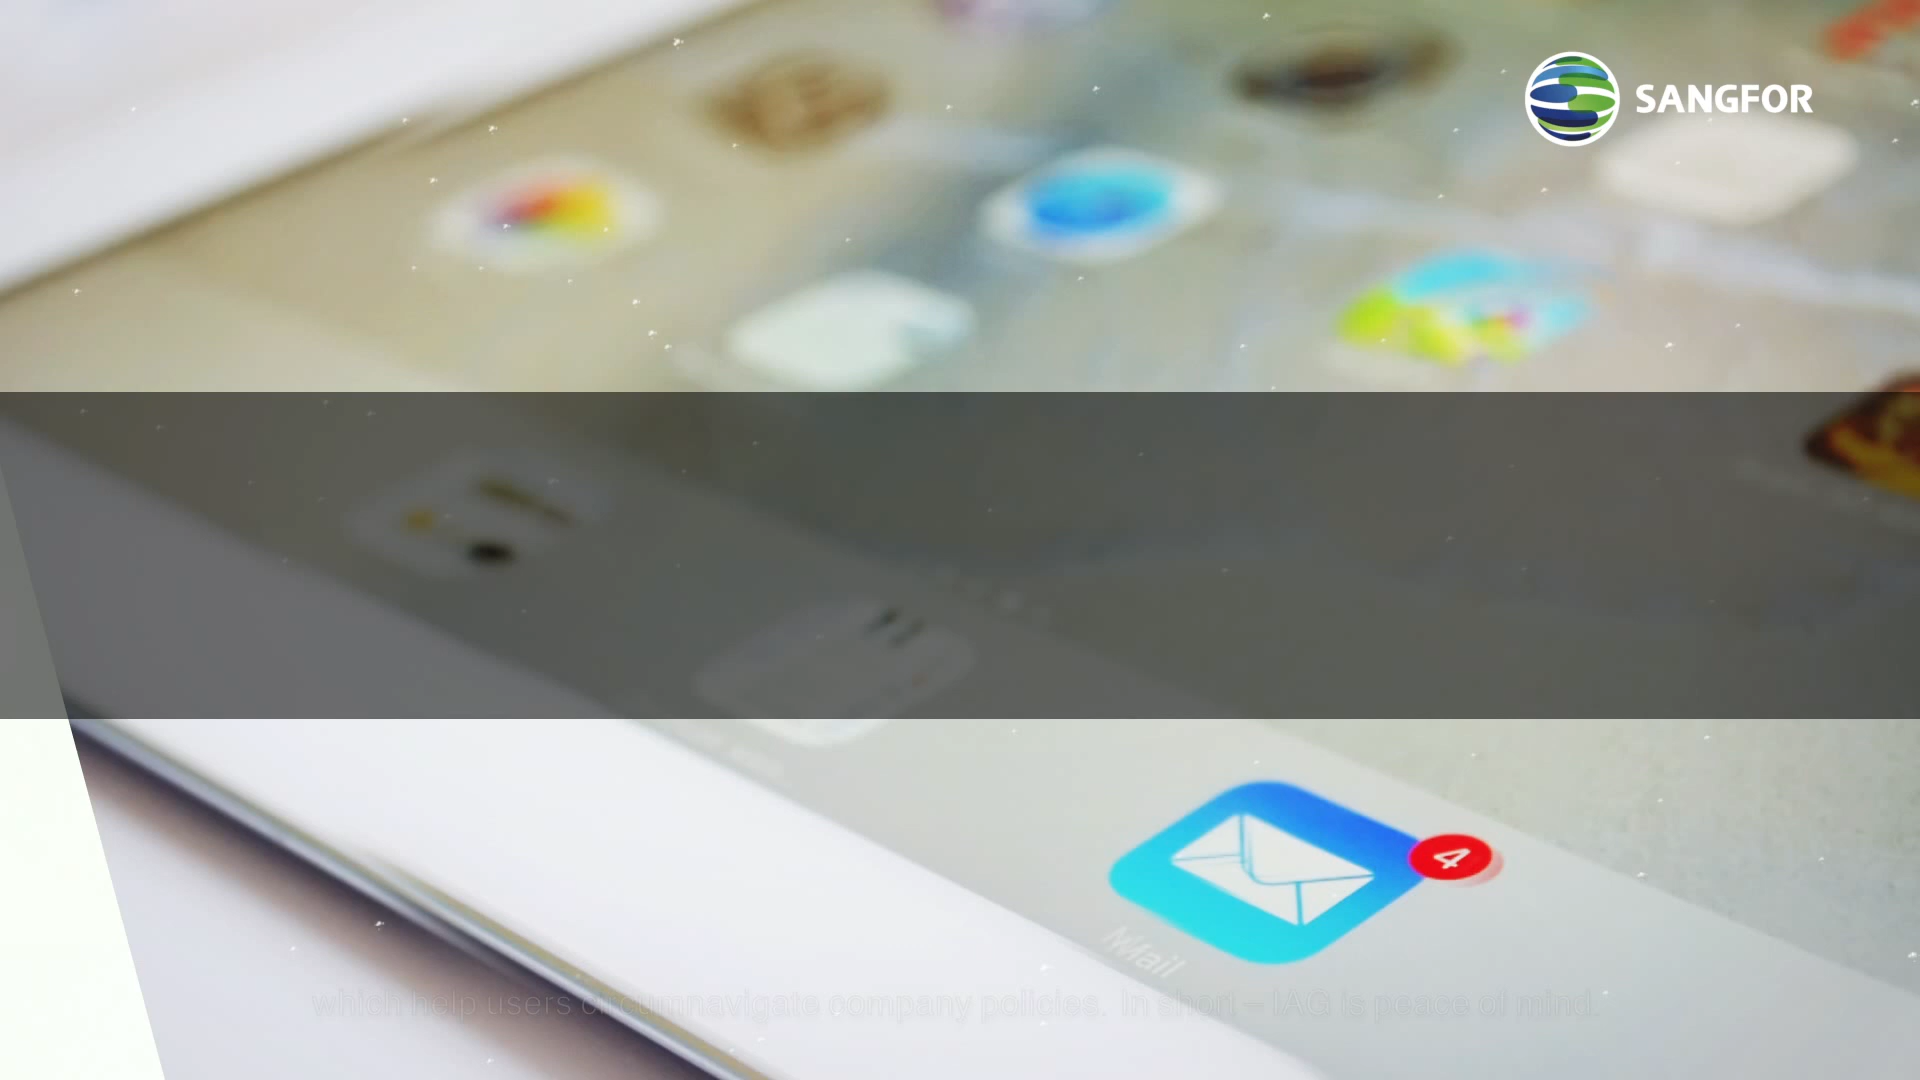 SANGFOR
4
Mail
which help users circumnavigate company policies. In short – IAG is peace of mind.